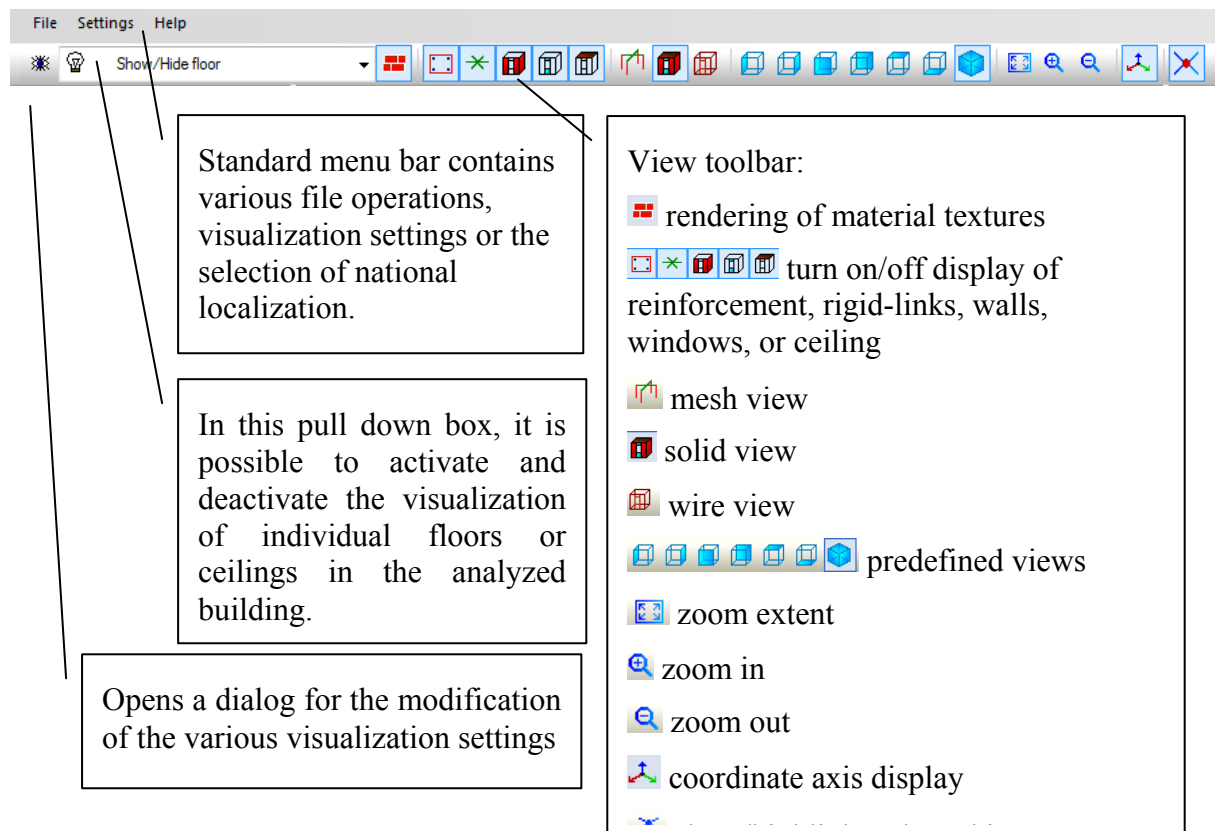 File Settings Help
Show/Hide floor
Standard menu bar contains
various file operations,
visualization settings or the
selection of national
localization.
In this pull down box, it is
possible to activate and
deactivate the visualization
of individual floors or
ceilings in the analyzed
building.
Opens a dialog for the modification
of the various visualization settings
View toolbar:
rendering of material textures
turn on/off display of
reinforcement, rigid-links, walls,
windows, or ceiling
mesh view
solid view
wire view
predefined views
zoom extent
zoom in
zoom out
coordinate axis display